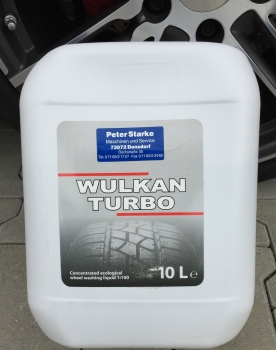 Peter Starke
Maschinen und Service
73072 Donzdorf
WULKAN
TURBO
Concentrated ecological
wheel washing liquid 1:100
10 L e